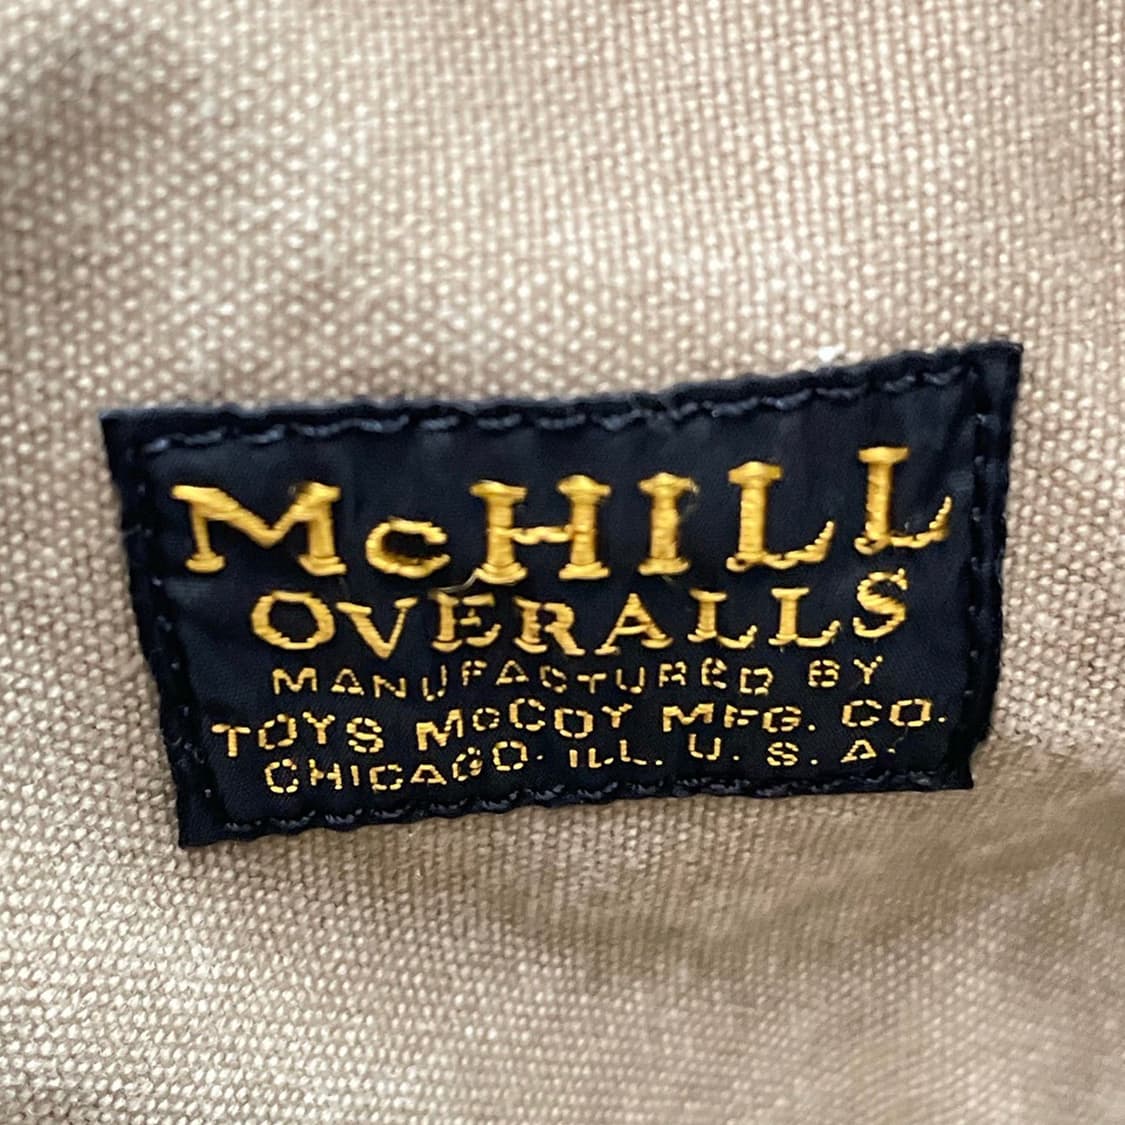 McHILL
OVERALLS
MANUFACTURED BY
TOYS McCOY MFG. CO.
CHICAGO. ILL. U. S. A.